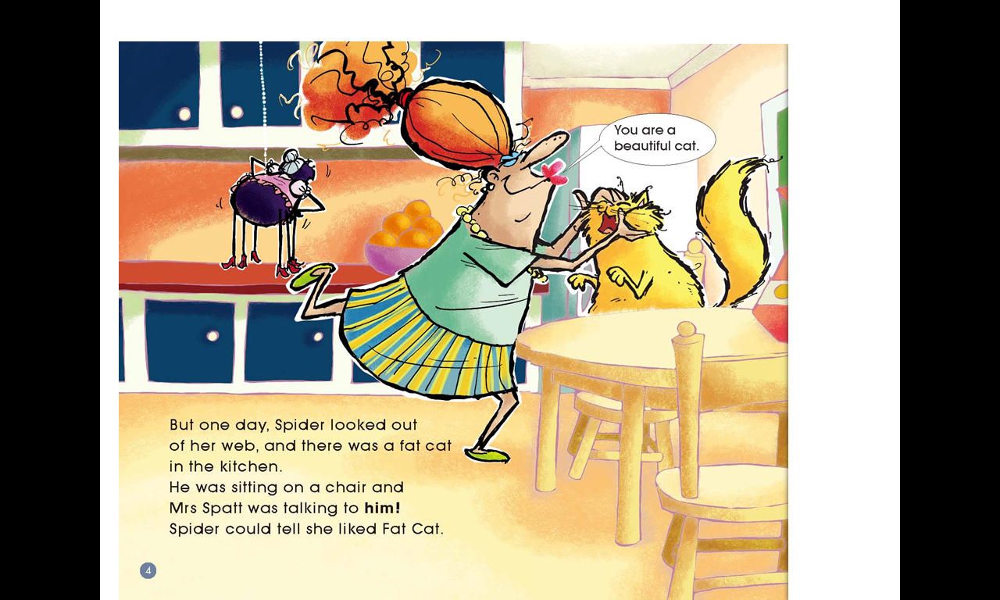 You are a
beautiful cat.
But one day, Spider looked out
of her web, and there was a fat cat
in the kitchen.
He was sitting on a chair and
Mrs Spatt was talking to him!
Spider could tell she liked Fat Cat.
4